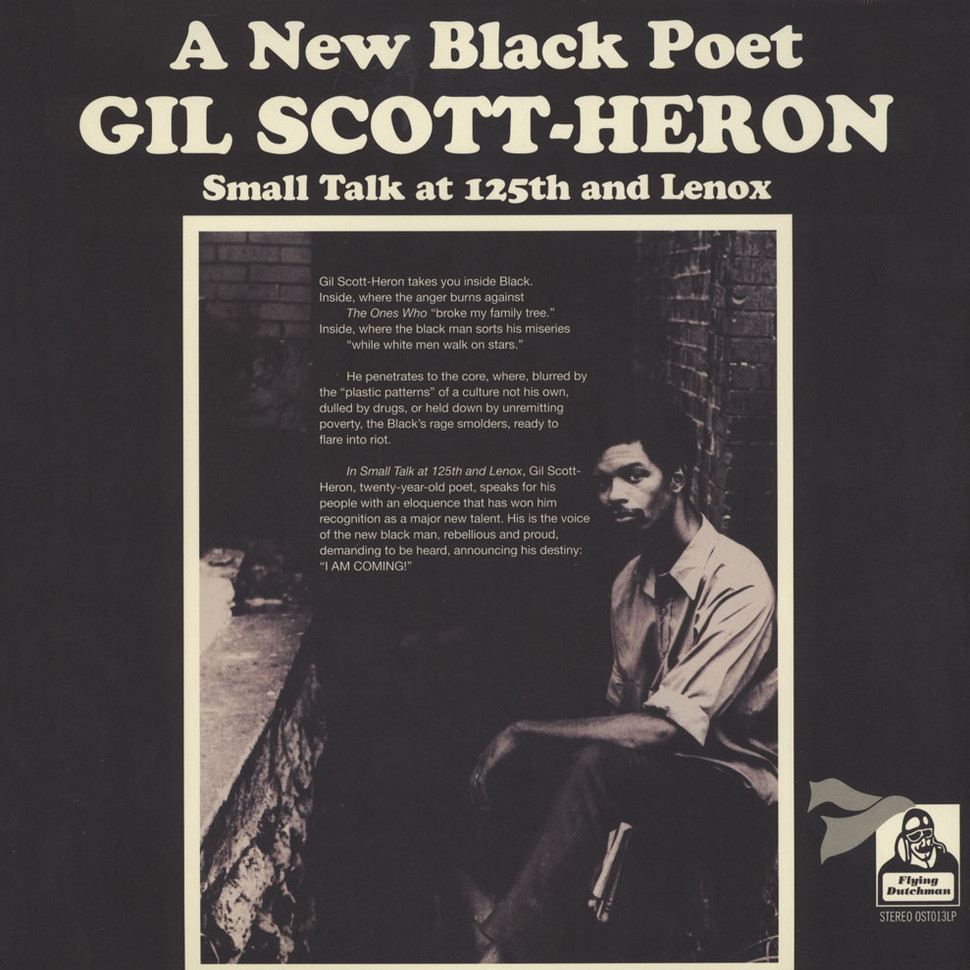 A New Black Poet
GIL SCOTT-HERON
Small Talk at 125th and Lenox
Gil Scott-Heron takes you inside Black.
Inside, where the anger burns against
The Ones Who “broke my family tree.”
Inside, where the black man sorts his miseries
“while white men walk on stars.”
He penetrates to the core, where, blurred by
the “plastic patterns” of a culture not his own,
dulled by drugs, or held down by unremitting
poverty, the Black’s rage smolders, ready to
flare into riot.
In Small Talk at 125th and Lenox, Gil Scott-
Heron, twenty-year-old poet, speaks for his
people with an eloquence that has won him
recognition as a major new talent. His is the voice
of the new black man, rebellious and proud,
demanding to be heard, announcing his destiny:
“I AM COMING!”
Flying
Dutchman
STEREO OST013LP